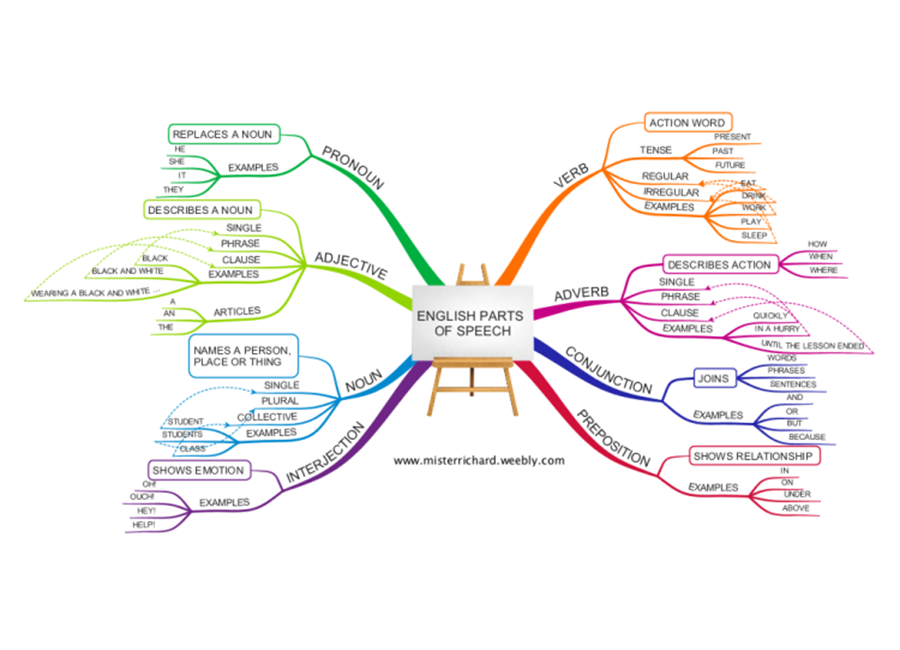 ENGLISH PARTS
OF SPEECH
www.misterrichard.weebly.com
PRONOUN
REPLACES A NOUN
EXAMPLES
HE
SHE
IT
THEY
ADJECTIVE
DESCRIBES A NOUN
SINGLE
PHRASE
CLAUSE
EXAMPLES
BLACK
BLACK AND WHITE
WEARING A BLACK AND WHITE ...
ARTICLES
A
AN
THE
NOUN
NAMES A PERSON,
PLACE OR THING
SINGLE
PLURAL
COLLECTIVE
EXAMPLES
STUDENT
STUDENTS
CLASS
INTERJECTION
SHOWS EMOTION
EXAMPLES
OH!
OUCH!
HEY!
HELP!
VERB
ACTION WORD
TENSE
PRESENT
PAST
FUTURE
REGULAR
IRREGULAR
EXAMPLES
EAT
DRINK
WORK
PLAY
SLEEP
ADVERB
DESCRIBES ACTION
HOW
WHEN
WHERE
SINGLE
PHRASE
CLAUSE
EXAMPLES
QUICKLY
IN A HURRY
UNTIL THE LESSON ENDED
CONJUNCTION
JOINS
WORDS
PHRASES
SENTENCES
EXAMPLES
AND
OR
BUT
BECAUSE
PREPOSITION
SHOWS RELATIONSHIP
EXAMPLES
IN
ON
UNDER
ABOVE